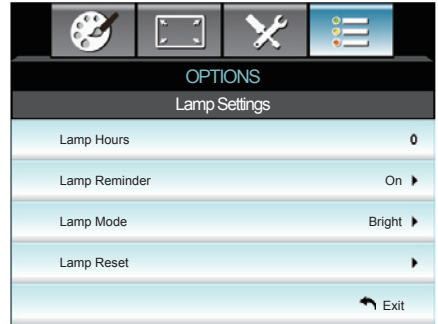 OPTIONS
Lamp Settings
Lamp Hours 0
Lamp Reminder On
Lamp Mode Bright
Lamp Reset
Exit